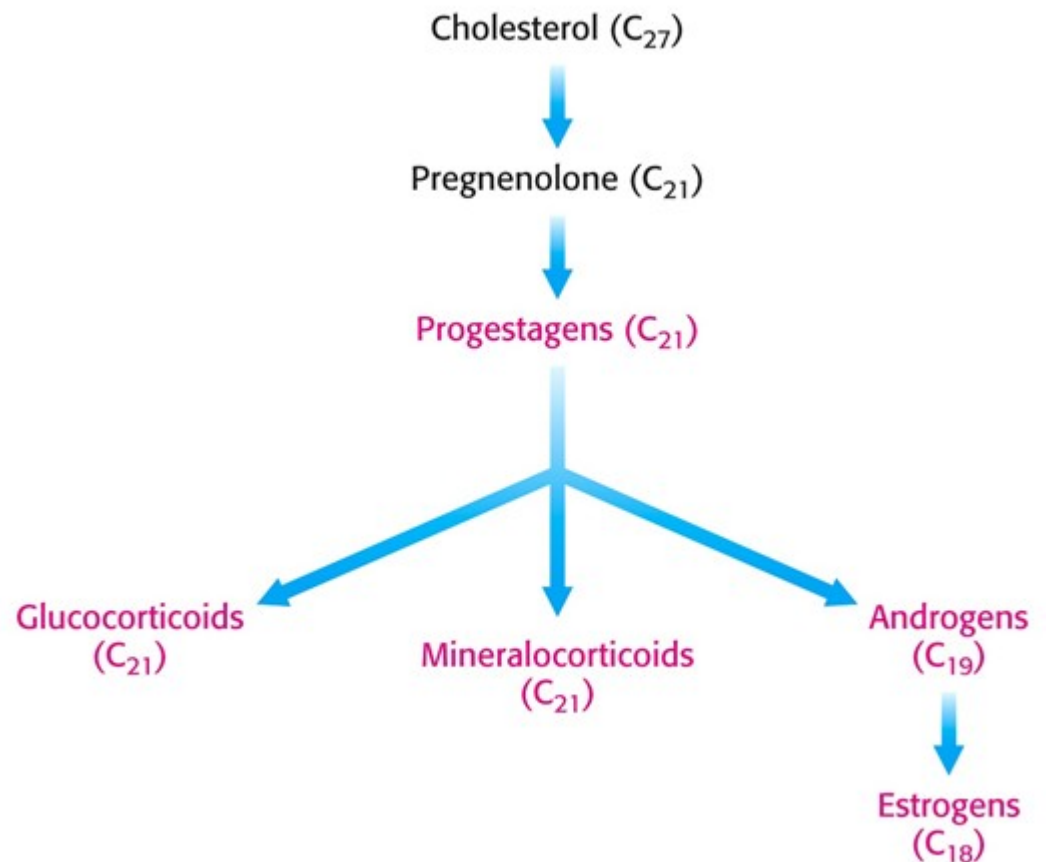 Cholesterol (C₂₇)
Pregnenolone (C₂₁)
Progestagens (C₂₁)
Glucocorticoids
(C₂₁)
Mineralocorticoids
(C₂₁)
Androgens
(C₁₉)
Estrogens
(C₁₈)